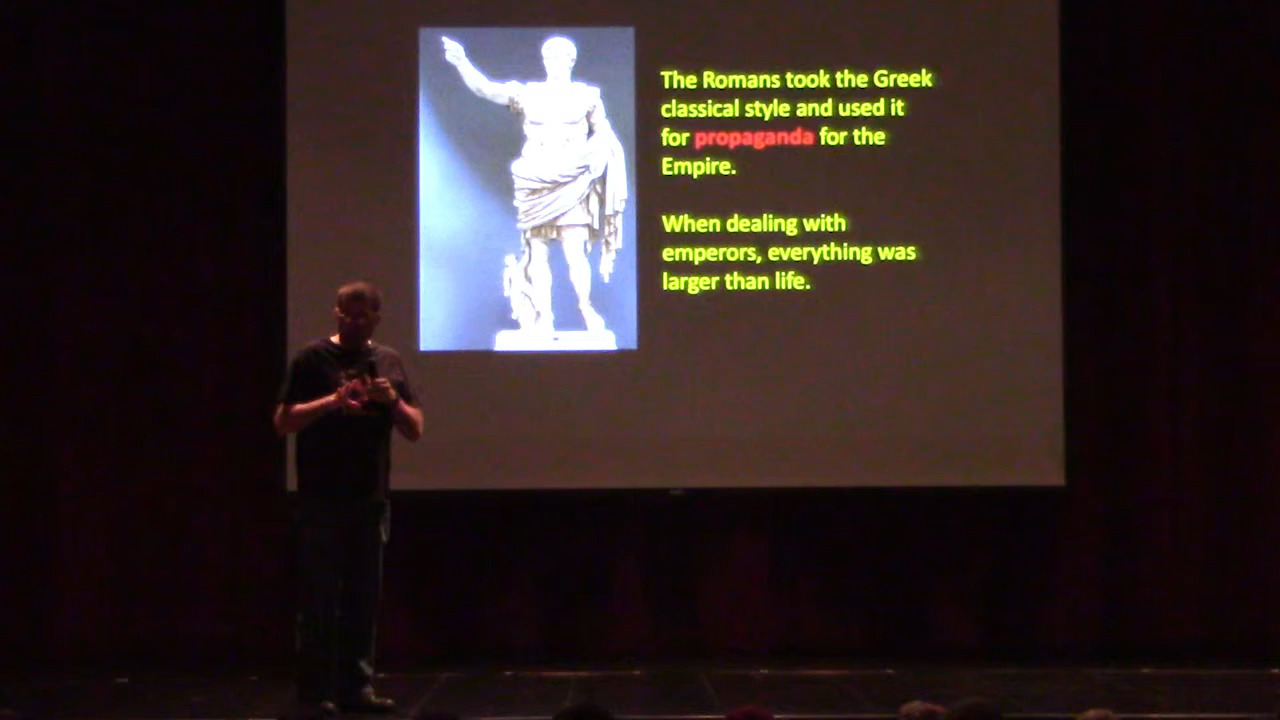 The Romans took the Greek
classical style and used it
for propaganda for the
Empire.
When dealing with
emperors, everything was
larger than life.